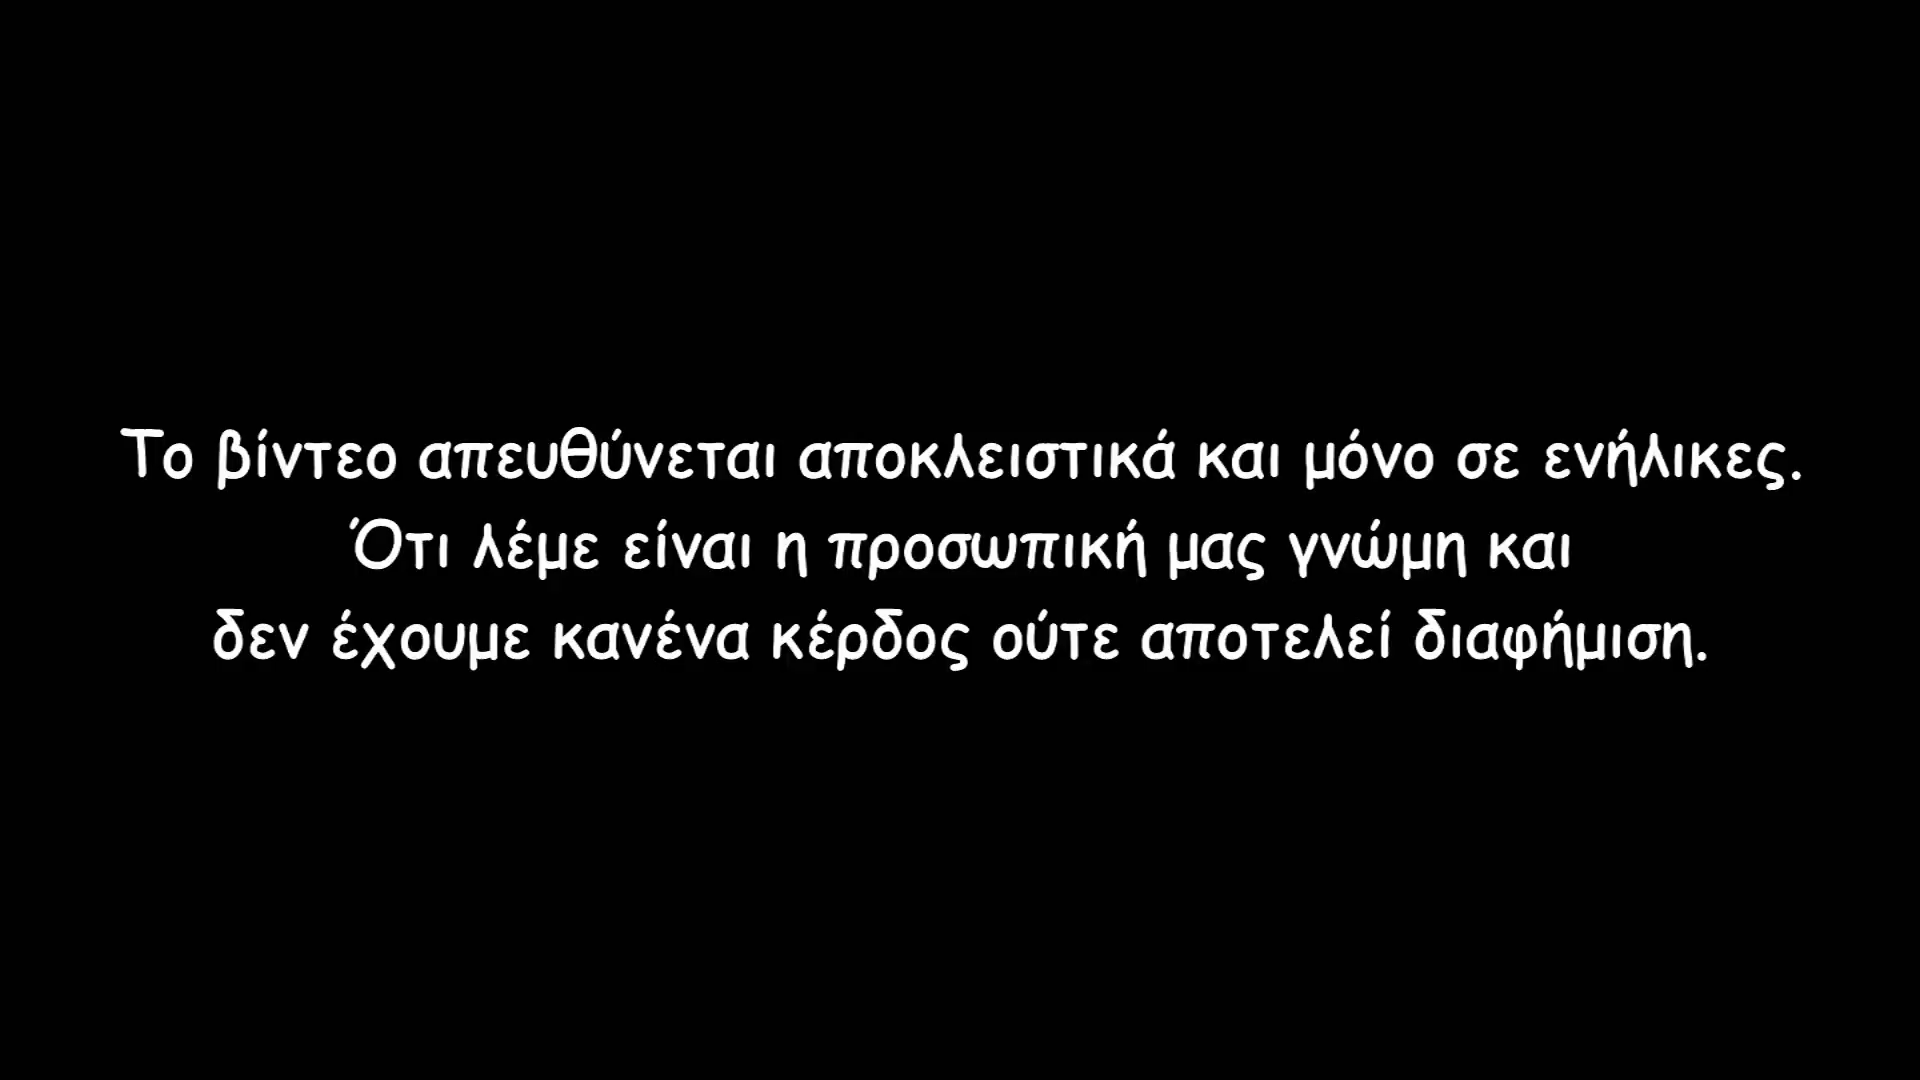 Το βίντεο απευθύνεται αποκλειστικά και μόνο σε ενήλικες.
Ότι λέμε είναι η προσωπική μας γνώμη και
δεν έχουμε κανένα κέρδος ούτε αποτελεί διαφήμιση.